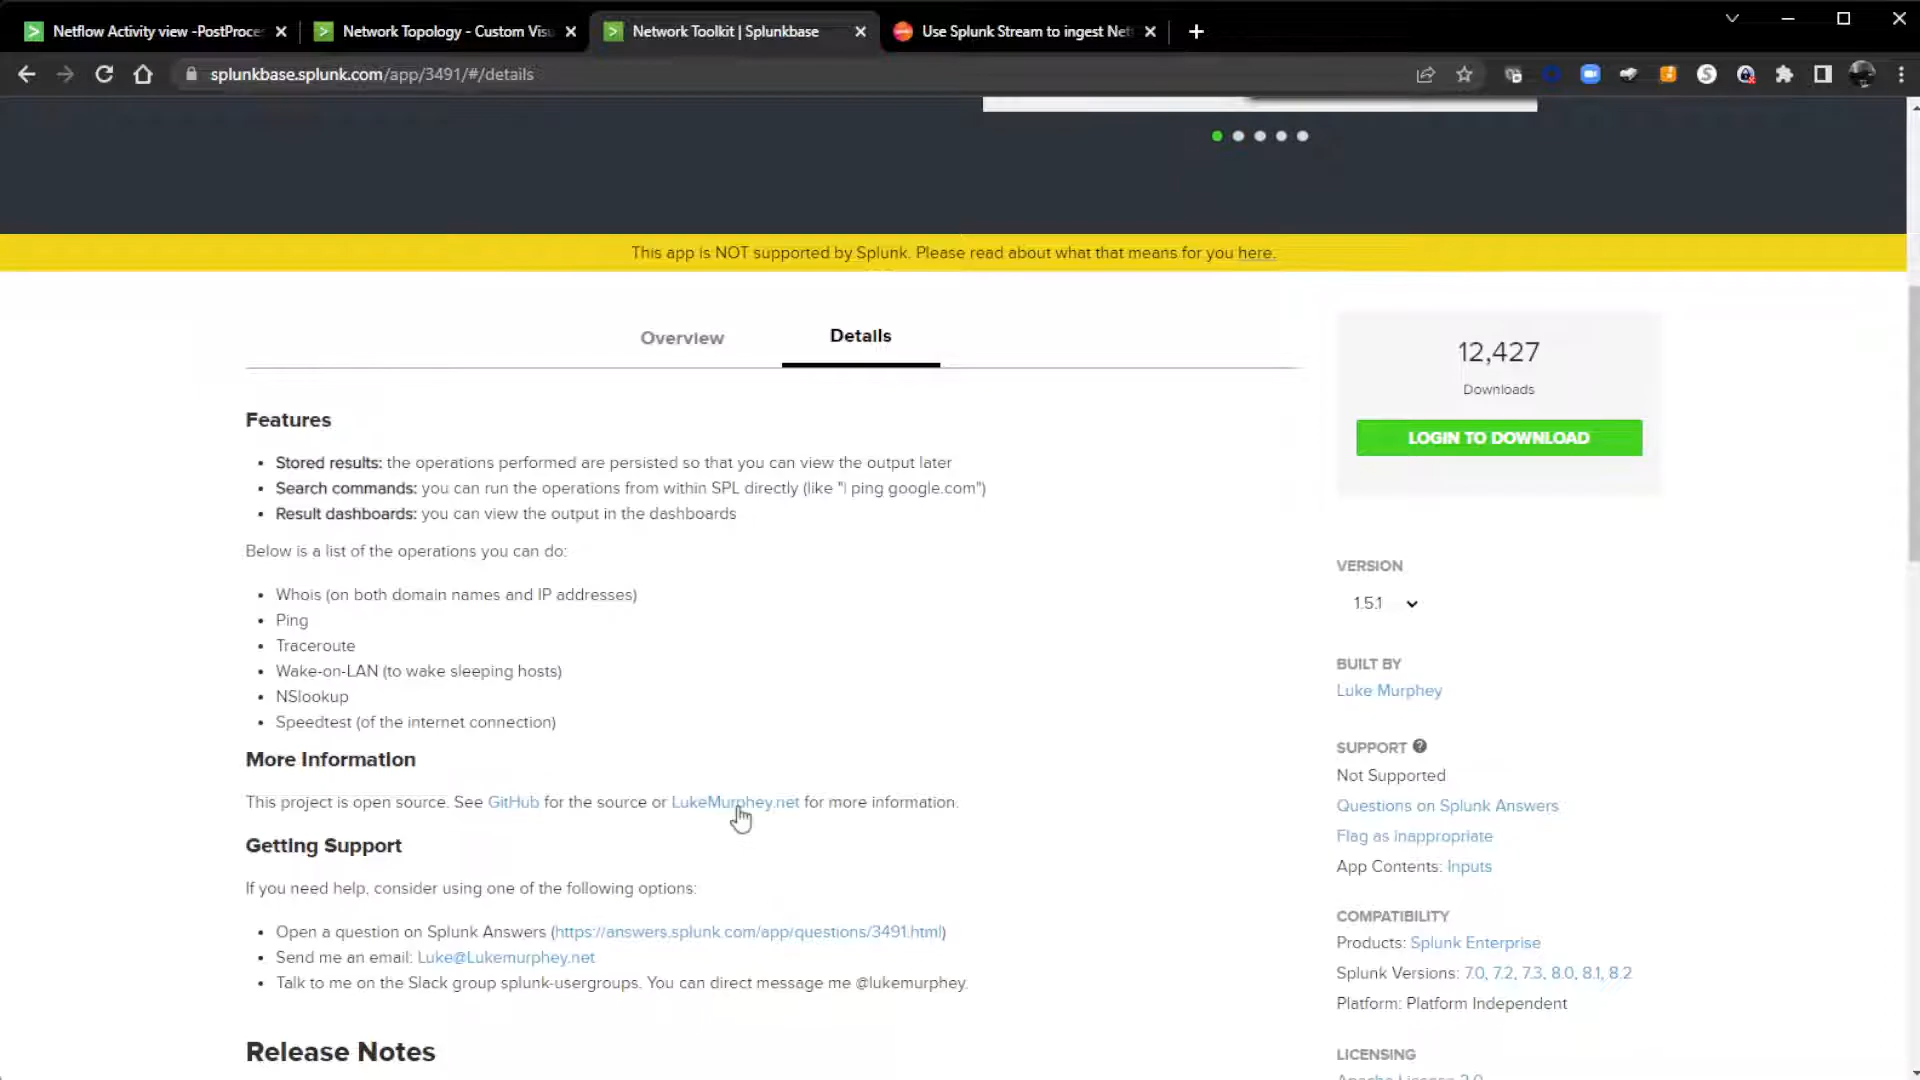 Netflow Activity view -PostProce
Network Topology - Custom Visu
Network Toolkit | Splunkbase
Use Splunk Stream to ingest Net
splunkbase.splunk.com/app/3491/#/details
This app is NOT supported by Splunk. Please read about what that means for you here.
Overview
Details
Features
• Stored results: the operations performed are persisted so that you can view the output later
• Search commands: you can run the operations from within SPL directly (like "| ping google.com")
• Result dashboards: you can view the output in the dashboards
Below is a list of the operations you can do:
• Whois (on both domain names and IP addresses)
• Ping
• Traceroute
• Wake-on-LAN (to wake sleeping hosts)
• NSlookup
• Speedtest (of the internet connection)
More Information
This project is open source. See GitHub for the source or LukeMurphey.net for more information.
Getting Support
If you need help, consider using one of the following options:
• Open a question on Splunk Answers (https://answers.splunk.com/app/questions/3491.html)
• Send me an email: Luke@Lukemurphey.net
• Talk to me on the Slack group splunk-usergroups. You can direct message me @lukemurphey.
Release Notes
12,427
Downloads
LOGIN TO DOWNLOAD
VERSION
1.5.1
BUILT BY
Luke Murphey
SUPPORT ?
Not Supported
Questions on Splunk Answers
Flag as inappropriate
App Contents: Inputs
COMPATIBILITY
Products: Splunk Enterprise
Splunk Versions: 7.0, 7.2, 7.3, 8.0, 8.1, 8.2
Platform: Platform Independent
LICENSING
Apache License 2.0